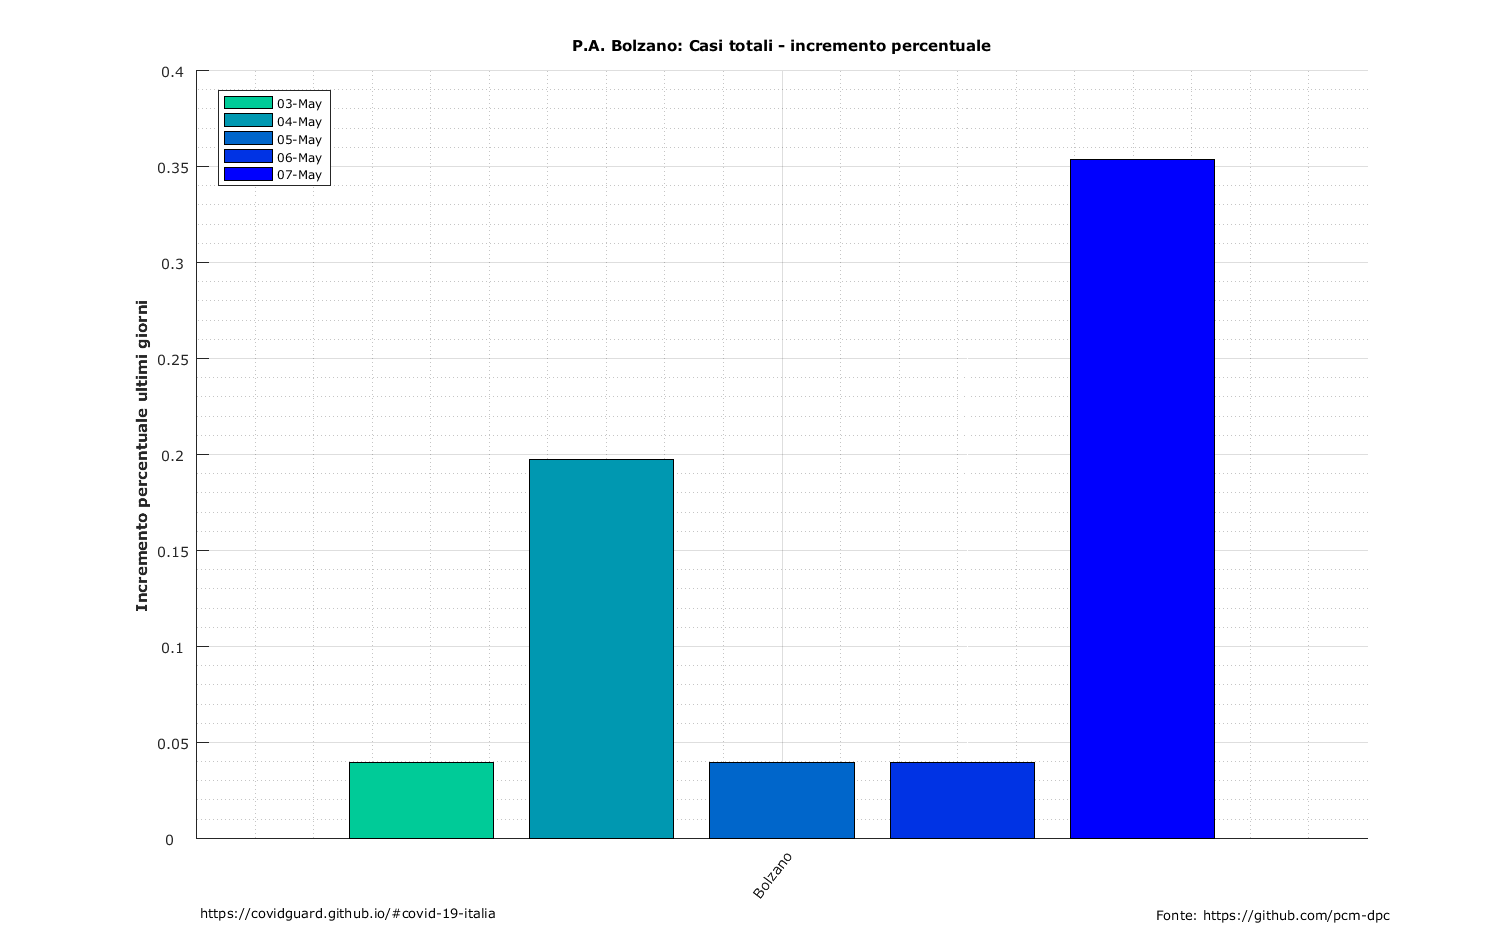 P.A. Bolzano: Casi totali - incremento percentuale
0.4
0.35
0.3
0.25
0.2
0.15
0.1
0.05
0
Incremento percentuale ultimi giorni
03-May
04-May
05-May
06-May
07-May
Bolzano
https://covidguard.github.io/#covid-19-italia
Fonte: https://github.com/pcm-dpc